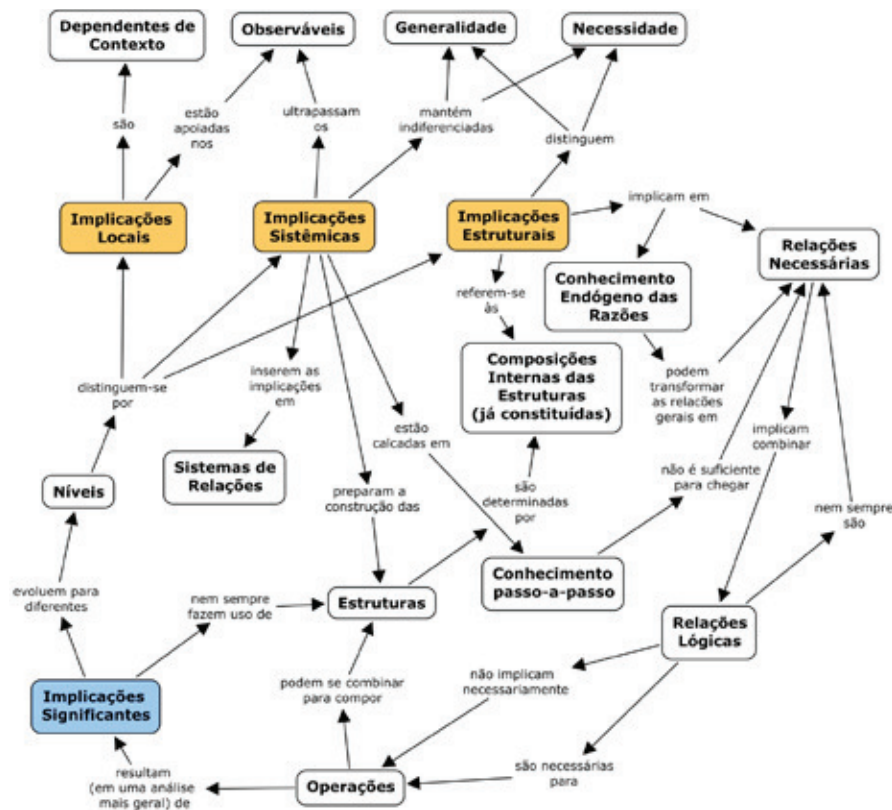 Dependentes de
Contexto
Observáveis
Generalidade
Necessidade
são
estão
apoiadas
nos
ultrapassam
os
mantém
indiferenciadas
distinguem
Implicações
Locais
Implicações
Sistêmicas
Implicações
Estruturais
implicam em
Relações
Necessárias
Conhecimento
Endógeno das
Razões
referem-se
às
distinguem-se
por
inserem as
implicações
em
Composições
Internas das
Estruturas
(já constituídas)
podem
transformar
as relacões
gerais em
estão
calcadas em
implicam
combinar
Sistemas de
Relações
Níveis
preparam a
construção das
são
determinadas
por
não é suficiente
para chegar
nem sempre
são
evoluem para
diferentes
nem sempre
fazem uso de
Estruturas
Conhecimento
passo-a-passo
Relações
Lógicas
Implicações
Significantes
podem se combinar
para compor
não implicam
necessariamente
resultam
(em uma análise
mais geral) de
Operações
são necessárias
para